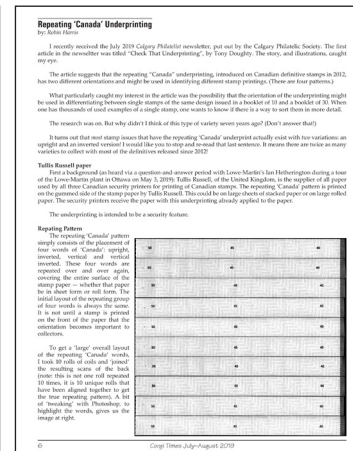 Repeating 'Canada' Underprinting
by: Robin Harris
I recently received the July 2019 Calgary Philatelist newsletter, put out by the Calgary Philatelic Society. The first
article in the newsletter was titled "Check That Underprinting", by Tony Doughty. The story, and illustrations, caught
my eye.
The article suggests that the repeating "Canada" underprinting, introduced on Canadian definitive stamps in 2012,
has two different orientations and might be used in identifying different stamp printings. (These are four patterns.)
What particularly caught my interest in the article was the possibility that the orientation of the underprinting might
be used in differentiating between single stamps of the same design issued in a booklet of 10 and a booklet of 30. When
one has thousands of used examples of a single stamp, one wants to know if there is a way to sort them in more detail.
The research was on. But why didn't I think of this type of variety seven years ago? (Don't answer that!)
It turns out that most stamp issues that have the repeating 'Canada' underprint actually exist with two variations: an
upright and an inverted version! I would like you to stop and re-read that last sentence. It means there are twice as many
varieties to collect with most of the definitives released since 2012!
Tullis Russell paper
First a background (as heard via a question-and-answer period with Lowe-Martin's Ian Hetherington during a tour
of the Lowe-Martin plant in Ottawa on May 3, 2019): Tullis Russell, of the United Kingdom, is the supplier of all paper
used by all three Canadian security printers for printing of Canadian stamps. The repeating 'Canada' pattern is printed
on the gummed side of the stamp paper by Tullis Russell. This could be on large sheets of stacked paper or on large rolled
paper. The security printers receive the paper with this underprinting already applied to the paper.
The underprinting is intended to be a security feature.
Repating Pattern
The repeating 'Canada' pattern
simply consists of the placement of
four words of 'Canada': upright,
inverted, vertical and vertical
inverted. These four words are
repeated over and over again,
covering the entire surface of the
stamp paper — whether that paper
be in sheet form or roll form. The
initial layout of the repeating group
of four words is always the same.
It is not until a stamp is printed
on the front of the paper that the
orientation becomes important to
collectors.
To get a 'large' overall layout
of the repeating 'Canada' words,
I took 10 rolls of coils and 'joined'
the resulting scans of the back
(note: this is not one roll repeated
10 times, it is 10 unique rolls that
have been aligned together to get
the true repeating pattern). A bit
of 'tweaking' with Photoshop, to
highlight the words, gives us the
image at right.
6
Corgi Times July–August 2019